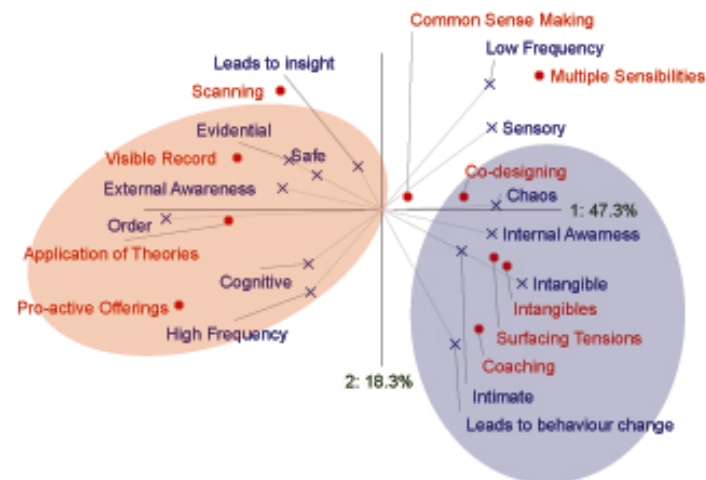 Common Sense Making
Low Frequency
Leads to insight
Multiple Sensibilities
Scanning
Evidential
Sensory
Safe
Visible Record
Co-designing
External Awareness
Chaos
1: 47.3%
Order
Internal Awarness
Application of Theories
Cognitive
Intangible
Pro-active Offerings
Intangibles
High Frequency
Surfacing Tensions
Coaching
2: 18.3%
Intimate
Leads to behaviour change